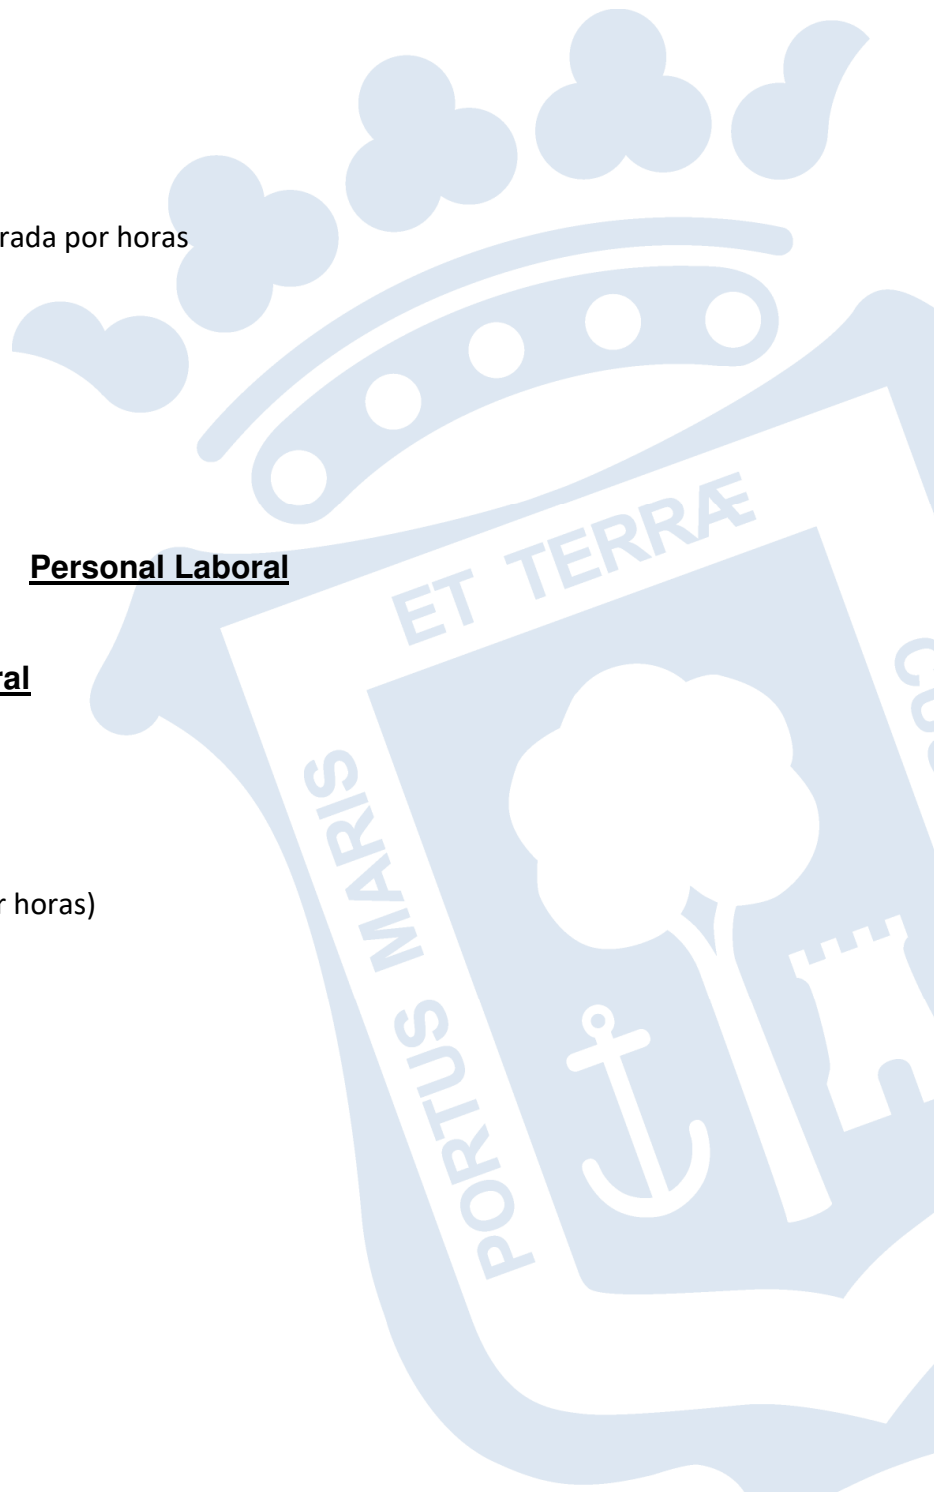 rada por horas
Personal Laboral
ral
r horas)
ET TERRÆ
PORTUS MARIS